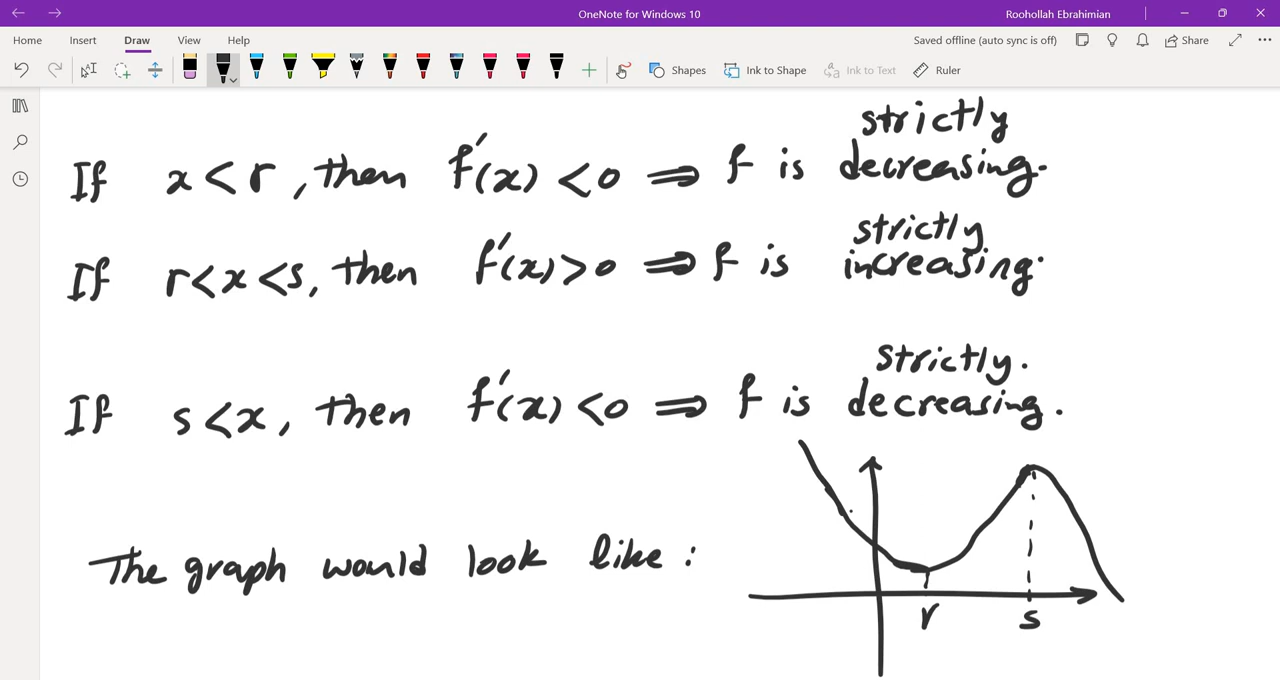 OneNote for Windows 10
Roohollah Ebrahimian
Home Insert Draw View Help
Saved offline (auto sync is off) Share
Shapes Ink to Shape Ink to Text Ruler
If x < r, then f'(x) < 0 ⇒ f is strictly decreasing.
If r < x < s, then f'(x) > 0 ⇒ f is strictly increasing.
If s < x, then f'(x) < 0 ⇒ f is strictly. decreasing.
The graph would look like:
r s